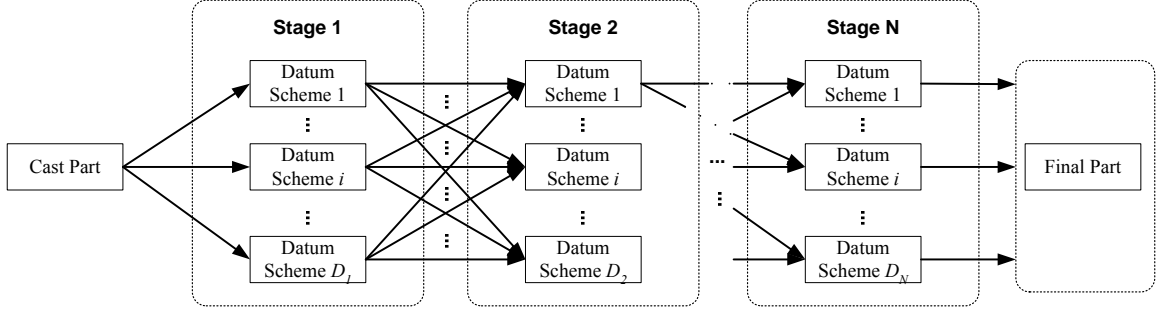 Stage 1
Stage 2
Stage N
Cast Part
Datum
Scheme 1
...
Datum
Scheme i
...
Datum
Scheme D1
...
...
...
...
Datum
Scheme 1
...
Datum
Scheme i
...
Datum
Scheme D2
...
...
...
Datum
Scheme 1
...
Datum
Scheme i
...
Datum
Scheme DN
Final Part